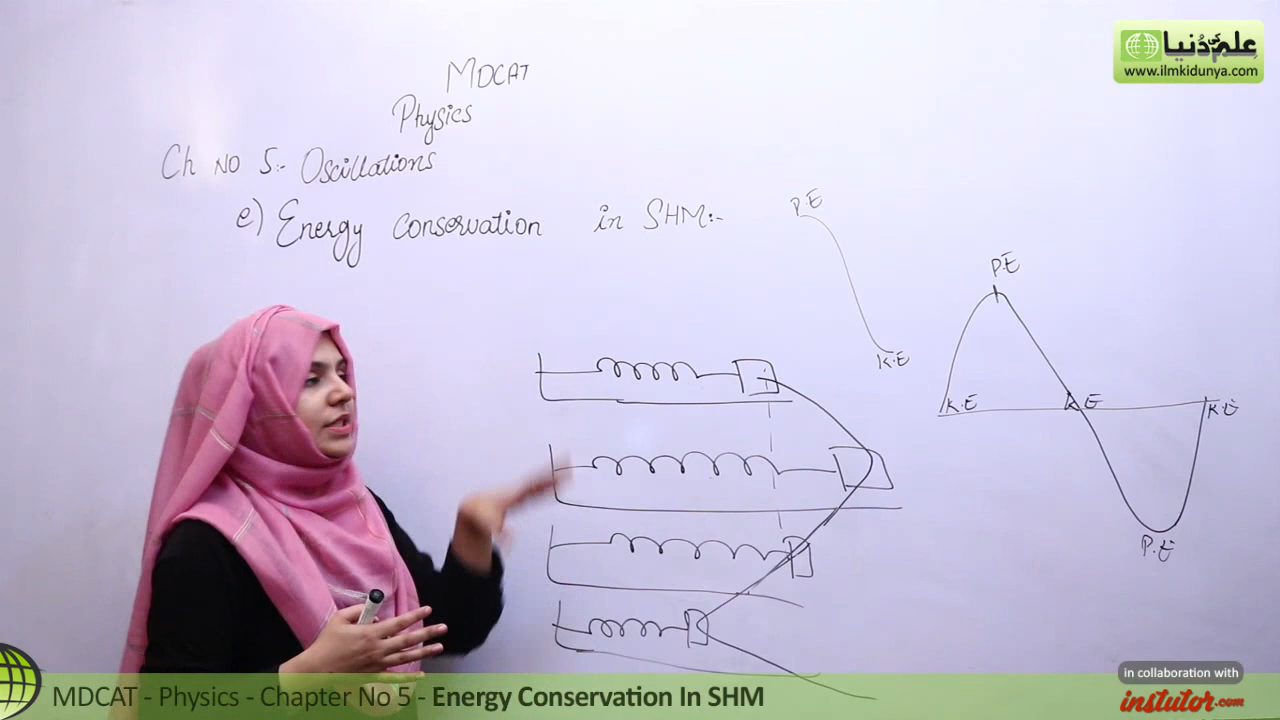 علم کی دنیا
www.ilmkidunya.com
MDCAT
Physics
Ch NO 5:- Oscillations
e) Energy conservation in SHM:-
P.E
K.E
P.E
K.E
K.E
K.E
P.E
in collaboration with
instutor.com
MDCAT - Physics - Chapter No 5 - Energy Conservation In SHM